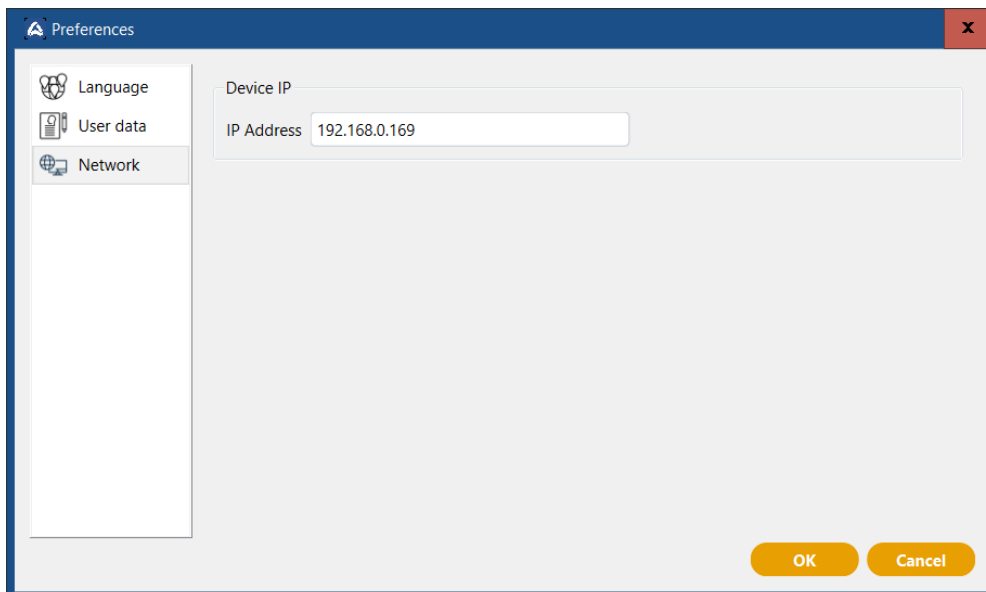 Preferences
x
Language
User data
Network
Device IP
IP Address 192.168.0.169
OK
Cancel